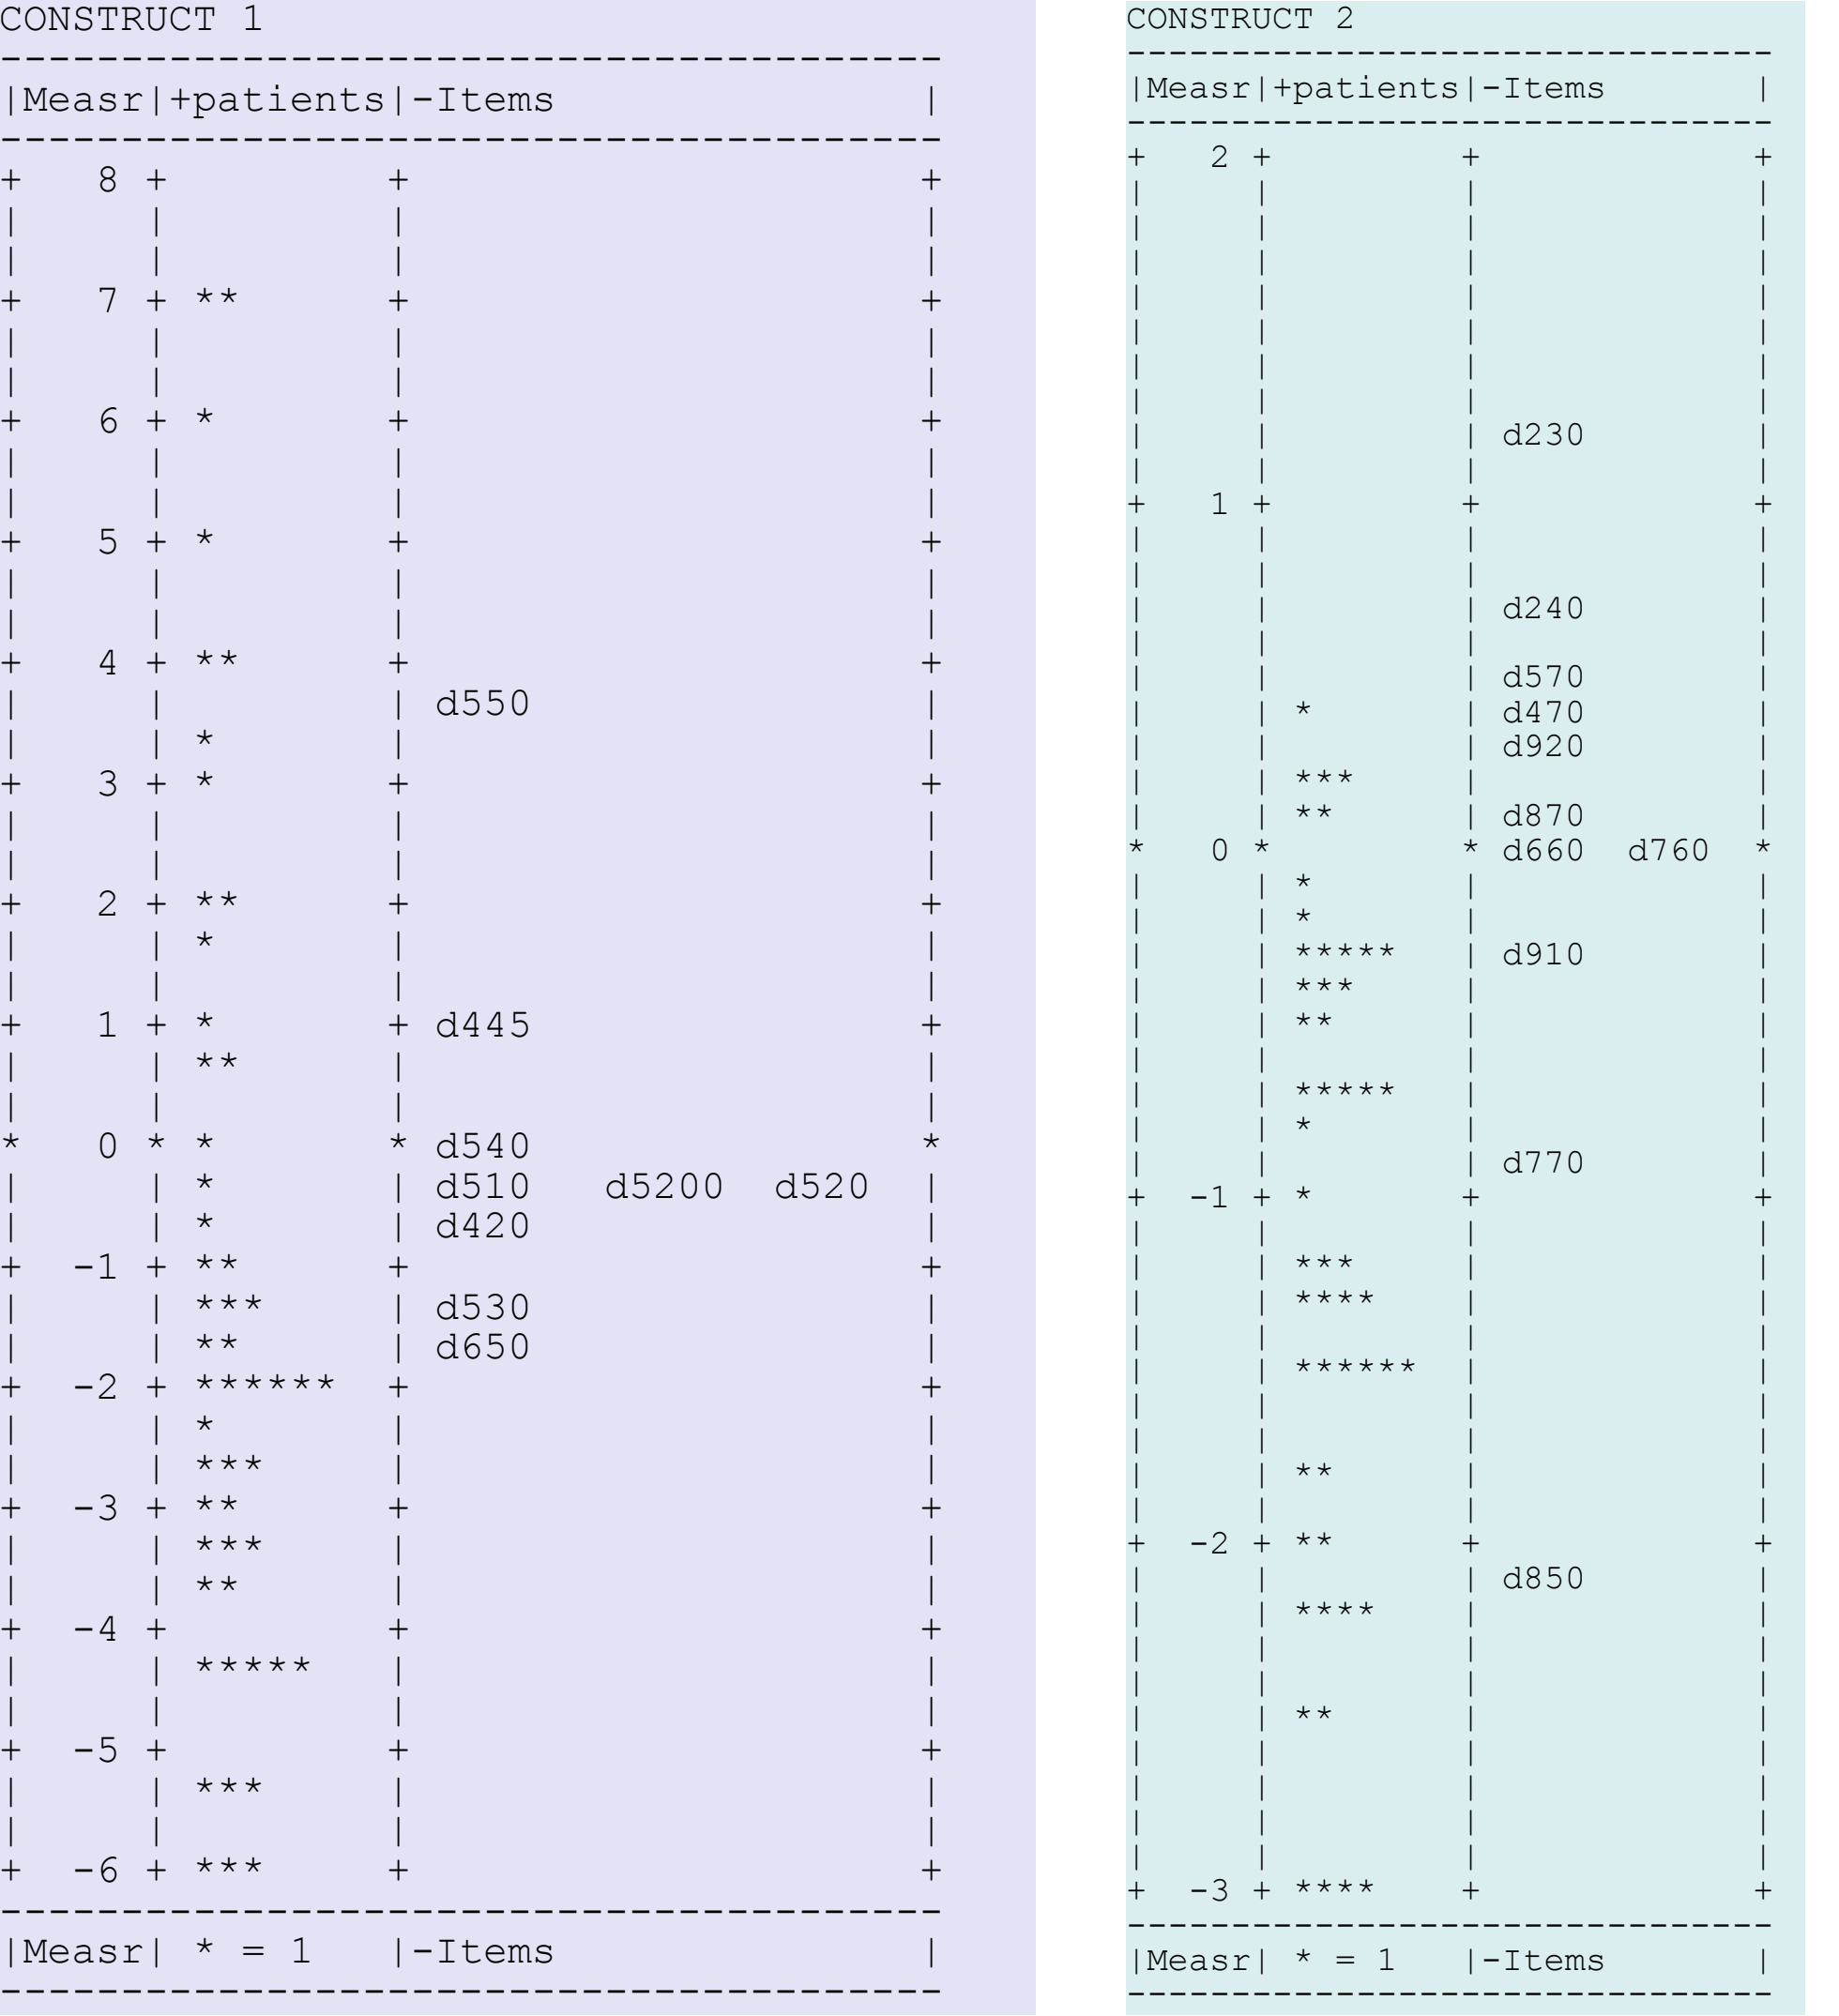 CONSTRUCT 1
---------------------------------------
|Measr|+patients|-Items               |
---------------------------------------
+   8 +         +                     +
|     |         |                     |
|     |         |                     |
|     |         |                     |
+   7 + **      +                     +
|     |         |                     |
|     |         |                     |
+   6 + *       +                     +
|     |         |                     |
|     |         |                     |
+   5 + *       +                     +
|     |         |                     |
|     |         |                     |
+   4 + **      +                     +
|     |         | d550                |
|     | *       |                     |
+   3 + *       +                     +
|     |         |                     |
|     |         |                     |
+   2 + **      +                     +
|     | *       |                     |
|     |         |                     |
+   1 + *       + d445                +
|     | **      |                     |
|     |         |                     |
*   0 * *       * d540                *
|     | *       | d510   d5200  d520  |
|     | *       | d420                |
+  -1 + **      +                     +
|     | ***     | d530                |
|     | **      | d650                |
+  -2 + ******  +                     +
|     | *       |                     |
|     | ***     |                     |
+  -3 + **      +                     +
|     | ***     |                     |
|     | **      |                     |
+  -4 +         +                     +
|     | *****   |                     |
|     |         |                     |
+  -5 +         +                     +
|     | ***     |                     |
|     |         |                     |
+  -6 + ***     +                     +
---------------------------------------
|Measr| * = 1   |-Items               |
---------------------------------------
CONSTRUCT 2
-------------------------------
|Measr|+patients|-Items       |
-------------------------------
+   2 +         +             +
|     |         |             |
|     |         |             |
|     |         |             |
|     |         |             |
|     |         |             |
|     |         |             |
|     |         |             |
|     |         | d230        |
|     |         |             |
+   1 +         +             +
|     |         |             |
|     |         |             |
|     |         | d240        |
|     |         |             |
|     |         | d570        |
|     | *       | d470        |
|     |         | d920        |
|     | ***     |             |
|     | **      | d870        |
*   0 *         * d660  d760  *
|     | *       |             |
|     | *       |             |
|     | *****   | d910        |
|     | ***     |             |
|     | **      |             |
|     |         |             |
|     | *****   |             |
|     | *       |             |
|     |         | d770        |
+  -1 + *       +             +
|     |         |             |
|     | ***     |             |
|     | ****    |             |
|     |         |             |
|     | ******  |             |
|     |         |             |
|     |         |             |
|     | **      |             |
|     |         |             |
+  -2 + **      +             +
|     |         | d850        |
|     | ****    |             |
|     |         |             |
|     |         |             |
|     | **      |             |
|     |         |             |
|     |         |             |
|     |         |             |
|     |         |             |
+  -3 + ****    +             +
-------------------------------
|Measr| * = 1   |-Items       |
-------------------------------